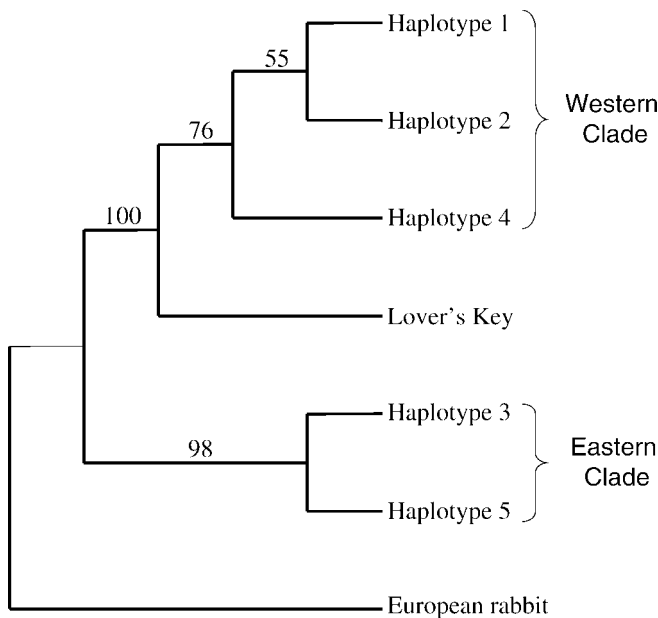 Haplotype 1
55
Western
Clade
Haplotype 2
76
Haplotype 4
100
Lover's Key
Haplotype 3
98
Eastern
Clade
Haplotype 5
European rabbit